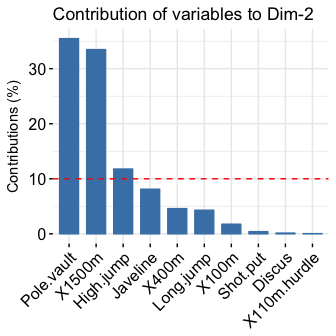 Contribution of variables to Dim-2
Contributions (%)
30
20
10
0
Pole.vault
X1500m
High.jump
Javeline
X400m
Long.jump
X100m
Shot.put
Discus
X110m.hurdle